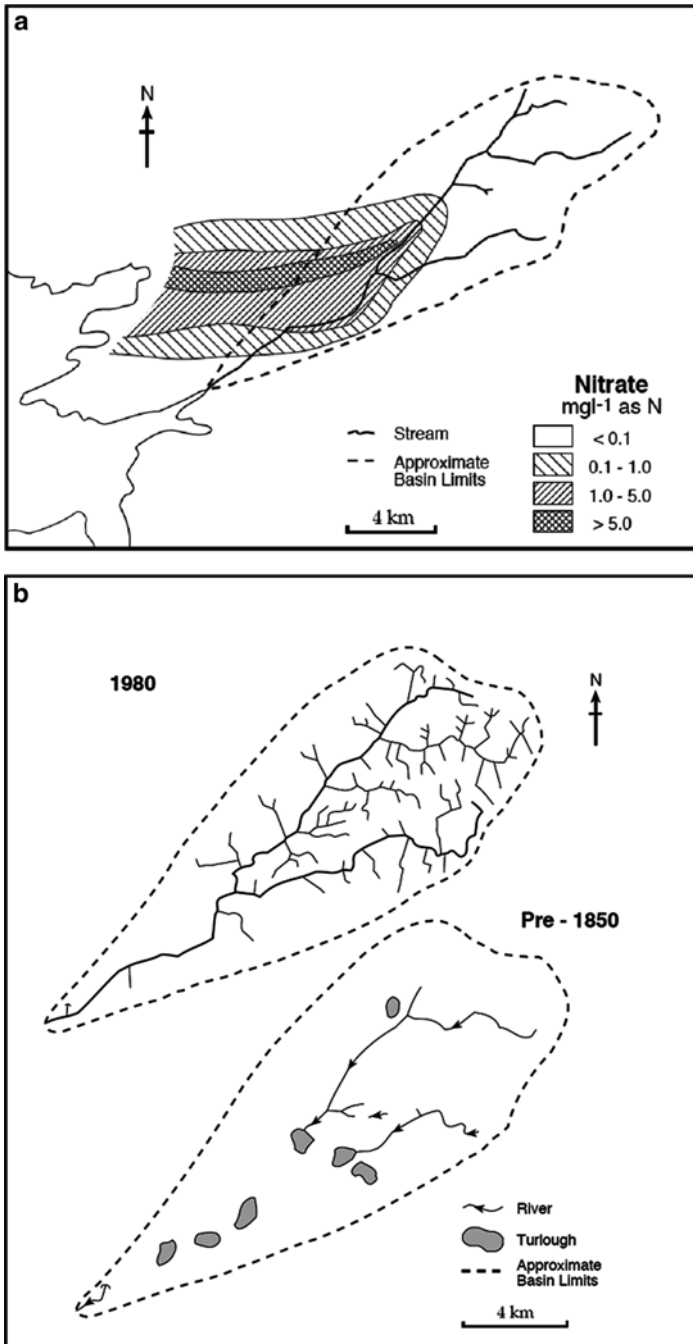 a
N
Nitrate
mgl-1 as N
< 0.1
0.1 - 1.0
1.0 - 5.0
> 5.0
Stream
Approximate
Basin Limits
4 km
b
1980
N
Pre - 1850
River
Turlough
Approximate
Basin Limits
4 km